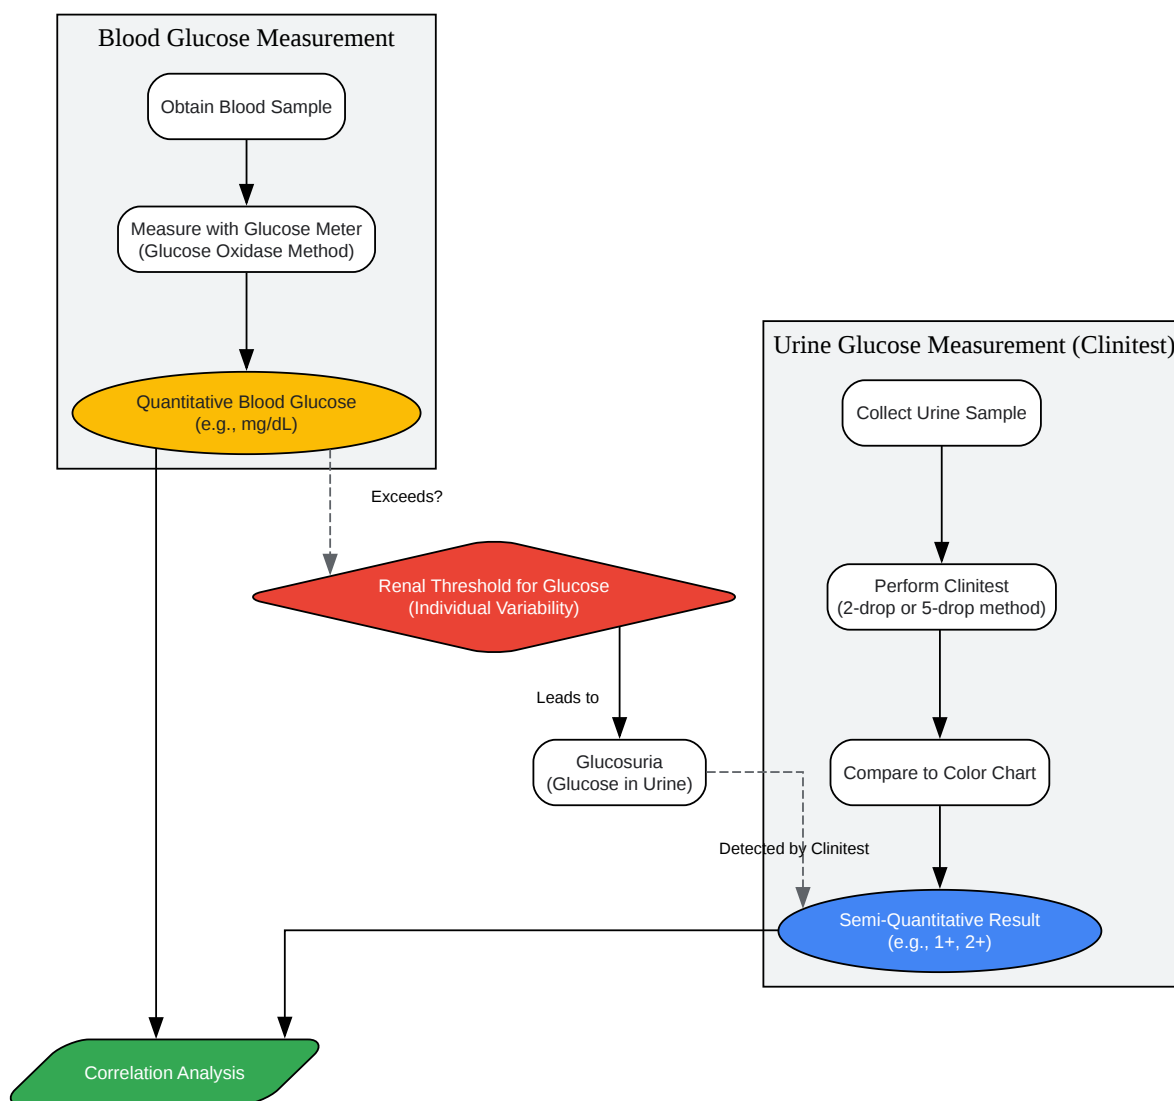 Blood Glucose Measurement
Obtain Blood Sample
Measure with Glucose Meter
(Glucose Oxidase Method)
Quantitative Blood Glucose
(e.g., mg/dL)
Exceeds?
Renal Threshold for Glucose
(Individual Variability)
Leads to
Glucosuria
(Glucose in Urine)
Detected by Clinitest
Urine Glucose Measurement (Clinitest)
Collect Urine Sample
Perform Clinitest
(2-drop or 5-drop method)
Compare to Color Chart
Semi-Quantitative Result
(e.g., 1+, 2+)
Correlation Analysis